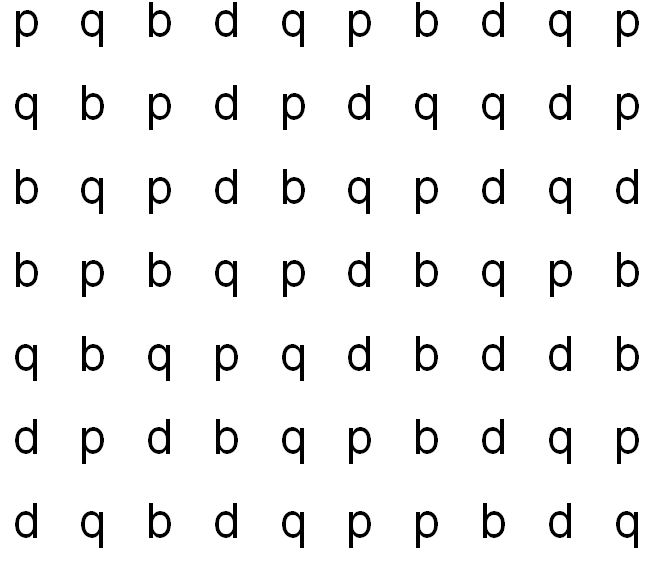 p q b d q p b d q p
q b p d p d q q d p
b q p d b q p d q d
b p b q p d b q p b
q b q p q d b d d b
d p d b q p b d q p
d q b d q p p b d q